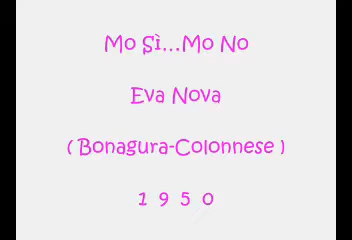 Mo Sì...Mo No
Eva Nova
( Bonagura-Colonnese )
1 9 5 0